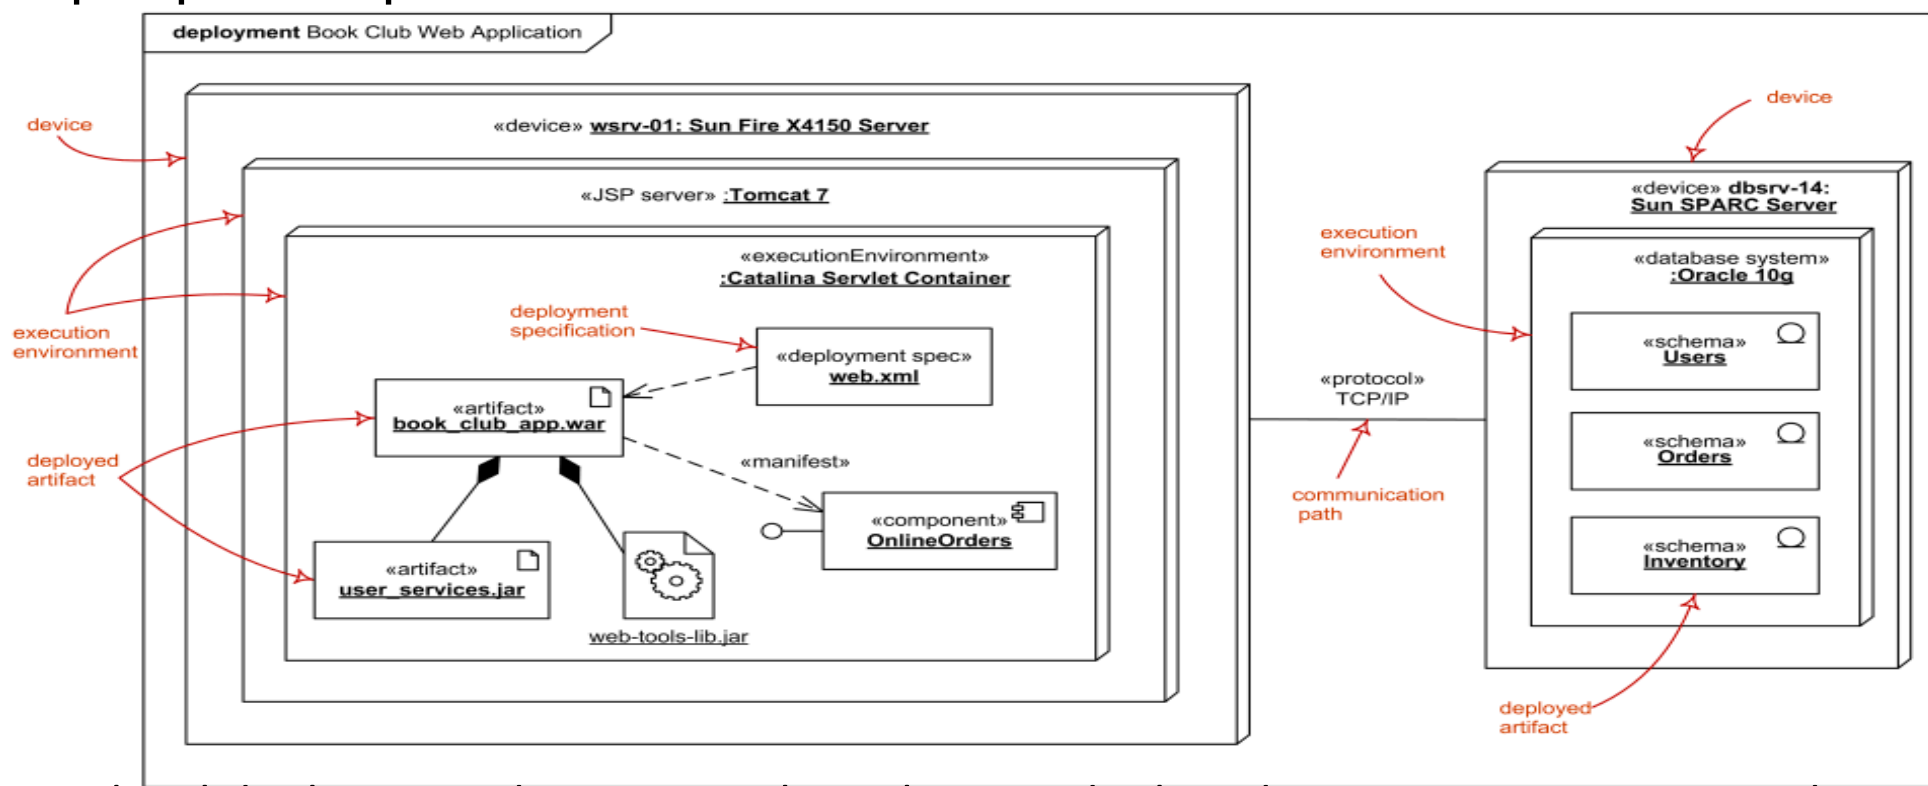 deployment Book Club Web Application
device
«device» wsrv-01: Sun Fire X4150 Server
«JSP server» :Tomcat 7
«executionEnvironment»
:Catalina Servlet Container
execution
environment
deployment
specification
«deployment spec»
web.xml
«artifact»
book_club_app.war
deployed
artifact
«manifest»
«component»
OnlineOrders
«artifact»
user_services.jar
web-tools-lib.jar
«protocol»
TCP/IP
communication
path
device
«device» dbsrv-14:
Sun SPARC Server
execution
environment
«database system»
:Oracle 10g
«schema»
Users
«schema»
Orders
«schema»
Inventory
deployed
artifact